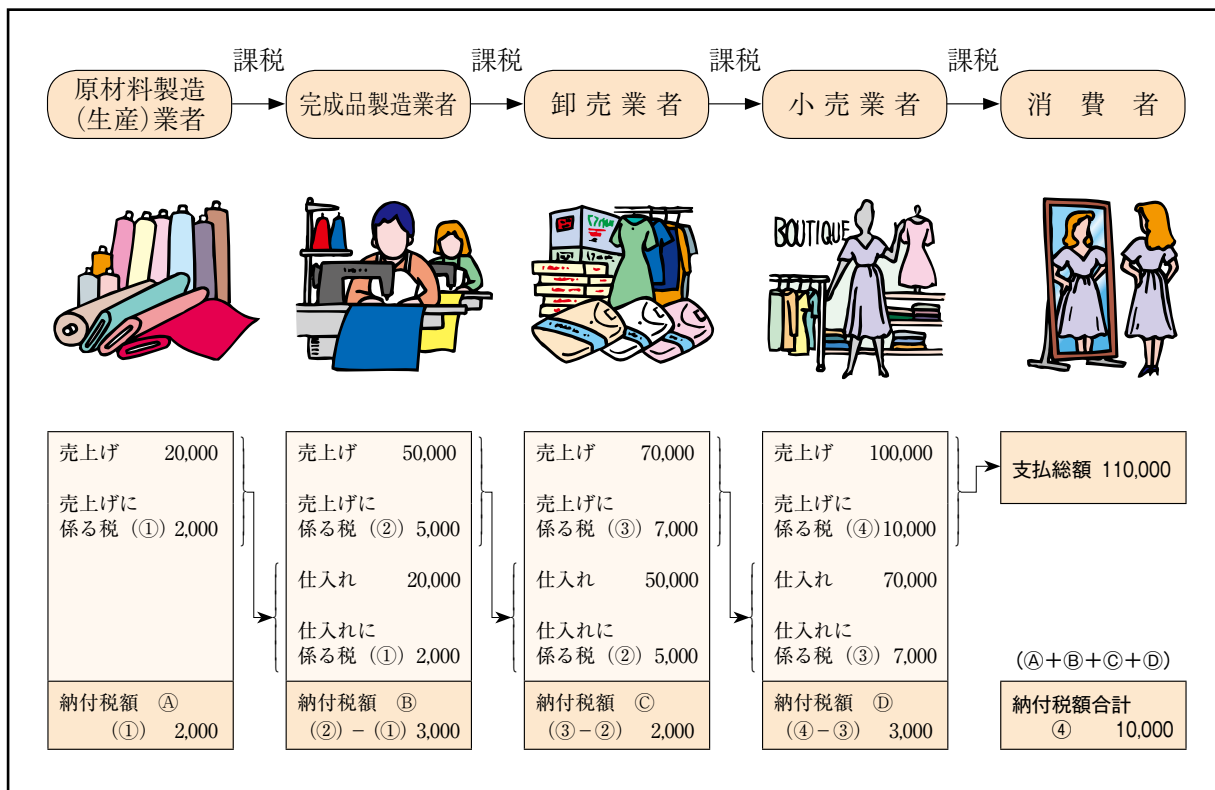 課税 課税 課税 課税
原材料製造
(生産)業者
完成品製造業者
卸売業者
小売業者
消費者
BOUTIQUE
売上げ 20,000
売上げに
係る税 (①) 2,000
納付税額 Ⓐ
(①) 2,000
売上げ 50,000
売上げに
係る税 (②) 5,000
仕入れ 20,000
仕入れに
係る税 (①) 2,000
納付税額 Ⓑ
(②) − (①) 3,000
売上げ 70,000
売上げに
係る税 (③) 7,000
仕入れ 50,000
仕入れに
係る税 (②) 5,000
納付税額 Ⓒ
(③−②) 2,000
売上げ 100,000
売上げに
係る税 (④)10,000
仕入れ 70,000
仕入れに
係る税 (③) 7,000
納付税額 Ⓓ
(④−③) 3,000
支払総額 110,000
(Ⓐ+Ⓑ+Ⓒ+Ⓓ)
納付税額合計
④ 10,000